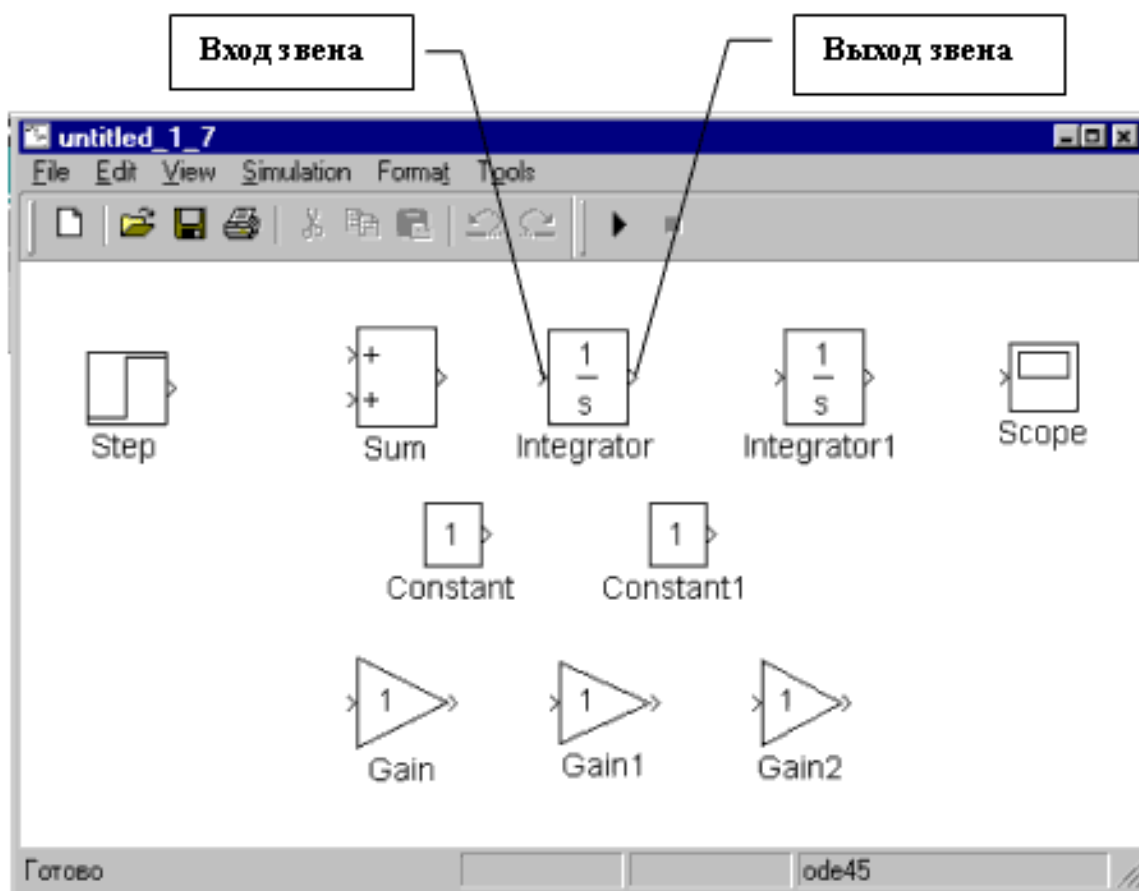 Вход звена
Выход звена
untitled_1_7
File Edit View Simulation Format Tools
+
+
1
s
1
s
Step
Sum
Integrator
Integrator1
Scope
1
1
Constant
Constant1
1
1
1
Gain
Gain1
Gain2
Готово
ode45